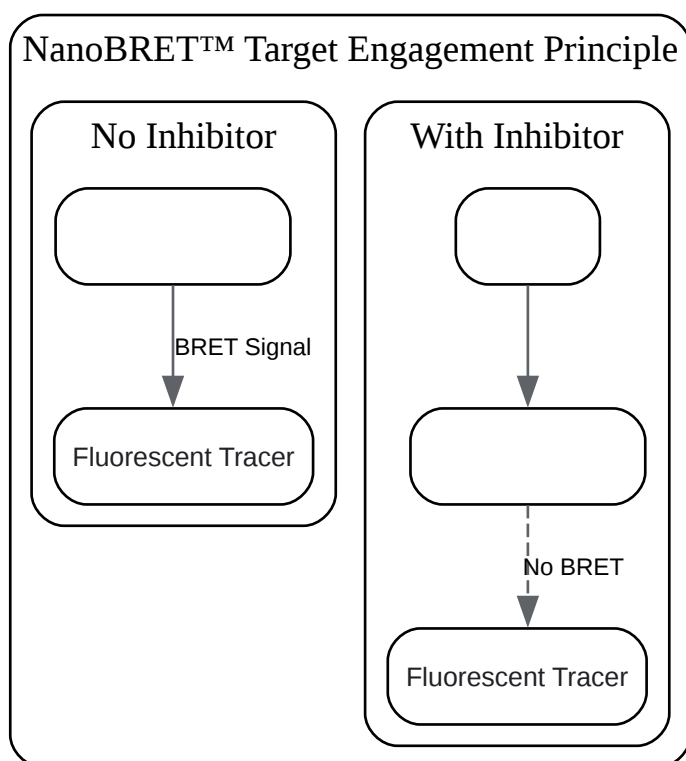 NanoBRET™ Target Engagement Principle
No Inhibitor
With Inhibitor
BRET Signal
Fluorescent Tracer
No BRET
Fluorescent Tracer